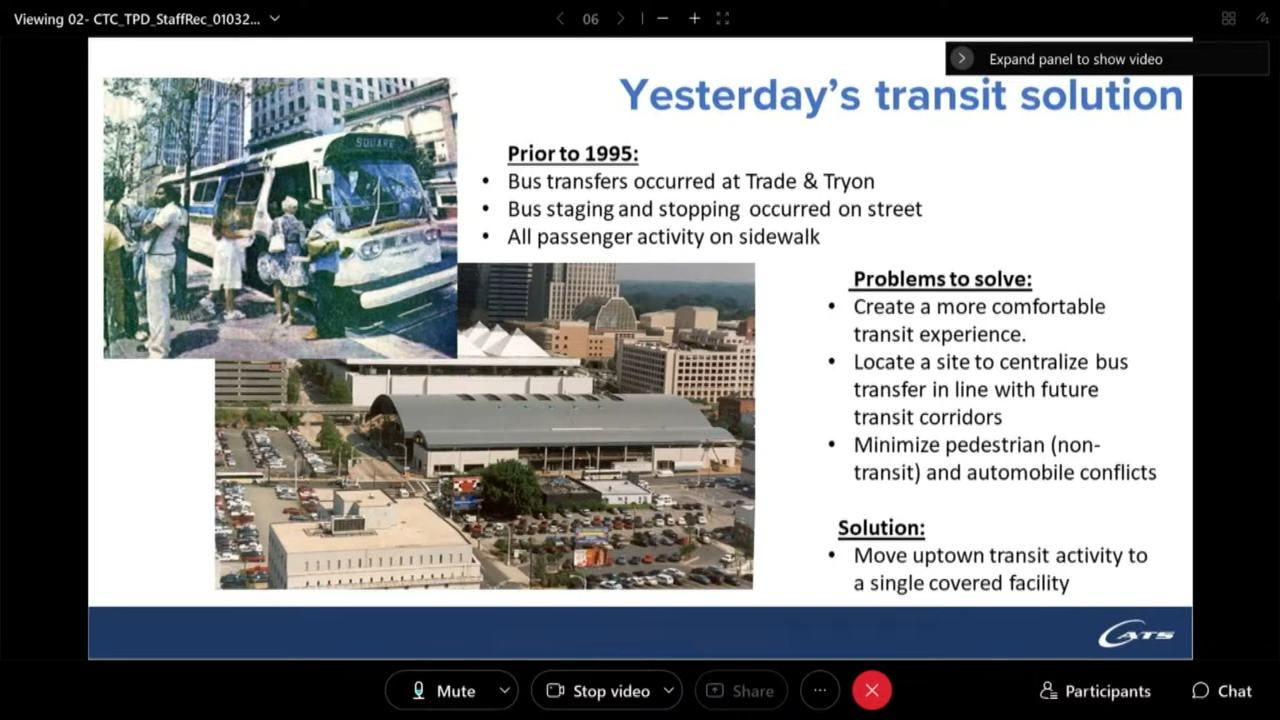 Viewing 02- CTC_TPD_StaffRec_01032...
06
Expand panel to show video
Yesterday's transit solution
SQUARE
Prior to 1995:
• Bus transfers occurred at Trade & Tryon
• Bus staging and stopping occurred on street
• All passenger activity on sidewalk
Problems to solve:
• Create a more comfortable
transit experience.
• Locate a site to centralize bus
transfer in line with future
transit corridors
• Minimize pedestrian (non-
transit) and automobile conflicts
Solution:
• Move uptown transit activity to
a single covered facility
CATS
Mute
Stop video
Share
Participants
Chat